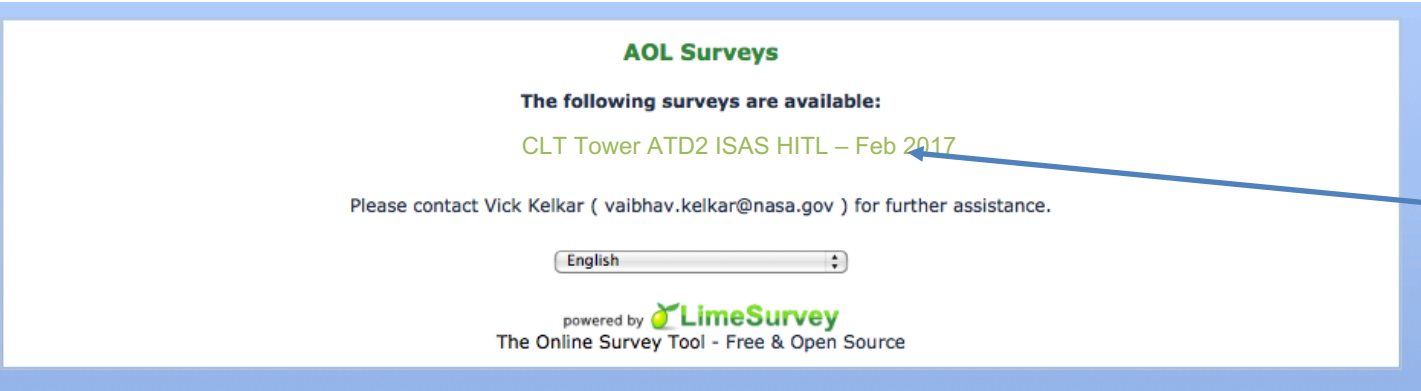 AOL Surveys
The following surveys are available:
CLT Tower ATD2 ISAS HITL – Feb 2017
Please contact Vick Kelkar ( vaibhav.kelkar@nasa.gov ) for further assistance.
English
powered by LimeSurvey
The Online Survey Tool - Free & Open Source